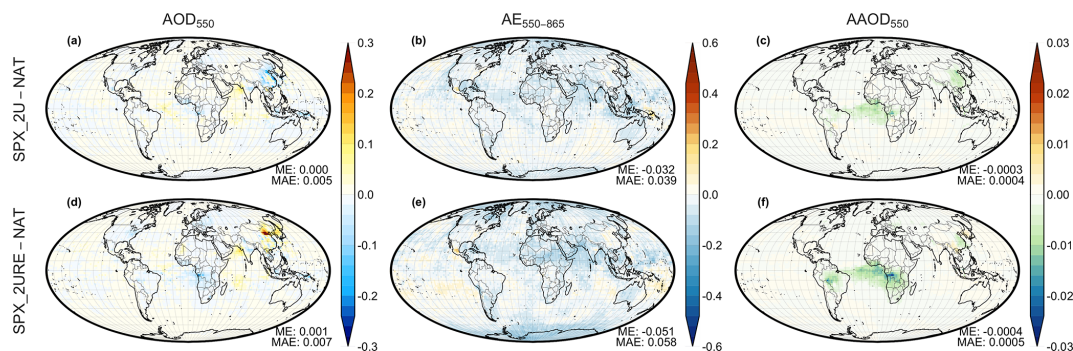 AOD550
AE550–865
AAOD550
SPX_2U – NAT
(a)
ME: 0.000
MAE: 0.005
0.3
0.2
0.1
0.0
-0.1
-0.2
-0.3
(b)
ME: -0.032
MAE: 0.039
0.6
0.4
0.2
0.0
-0.2
-0.4
-0.6
(c)
ME: -0.0003
MAE: 0.0004
0.03
0.02
0.01
0.00
-0.01
-0.02
-0.03
SPX_2URE – NAT
(d)
ME: 0.001
MAE: 0.007
(e)
ME: -0.051
MAE: 0.058
(f)
ME: -0.0004
MAE: 0.0005